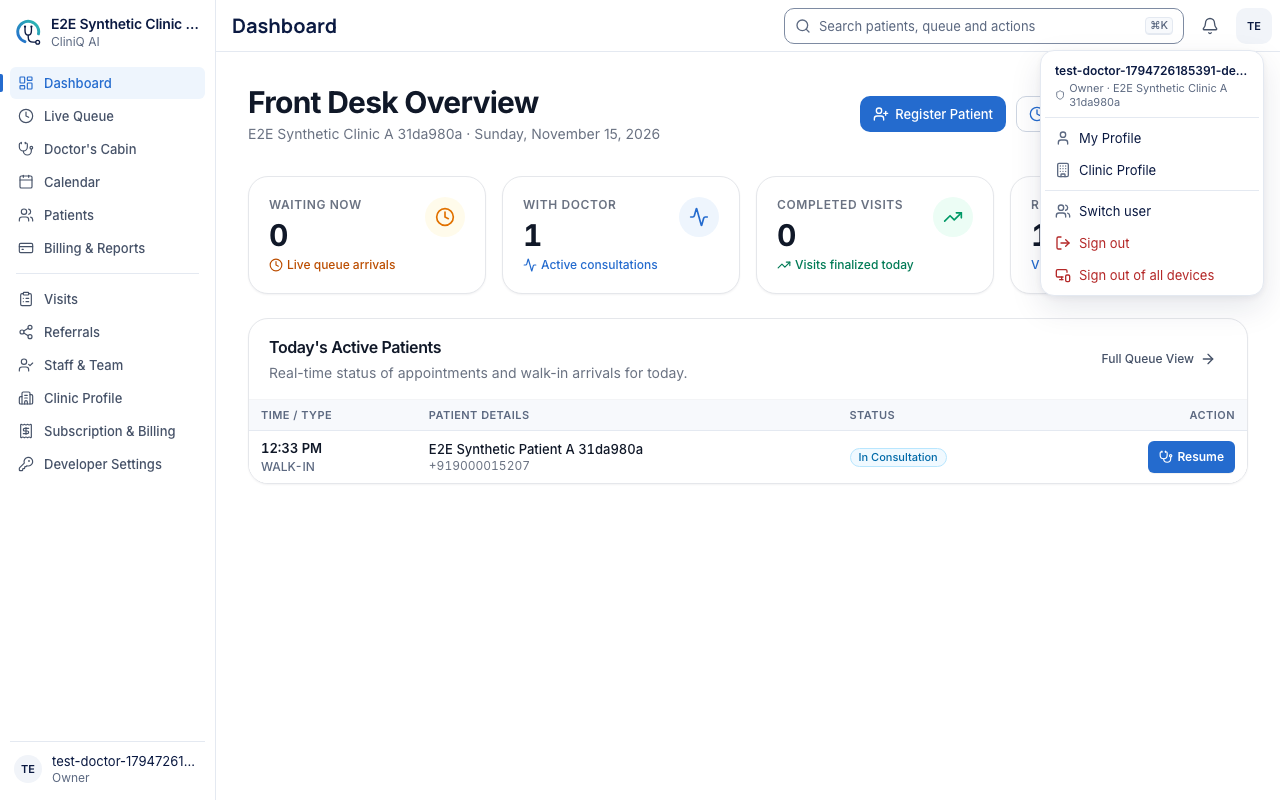 E2E Synthetic Clinic ...
CliniQ AI
Dashboard
Live Queue
Doctor's Cabin
Calendar
Patients
Billing & Reports
Visits
Referrals
Staff & Team
Clinic Profile
Subscription & Billing
Developer Settings
TE
test-doctor-17947261...
Owner
Dashboard
Search patients, queue and actions
⌘K
TE
test-doctor-1794726185391-de...
Owner · E2E Synthetic Clinic A
31da980a
My Profile
Clinic Profile
Switch user
Sign out
Sign out of all devices
Front Desk Overview
E2E Synthetic Clinic A 31da980a · Sunday, November 15, 2026
Register Patient
WAITING NOW
0
Live queue arrivals
WITH DOCTOR
1
Active consultations
COMPLETED VISITS
0
Visits finalized today
Today's Active Patients
Real-time status of appointments and walk-in arrivals for today.
Full Queue View
TIME / TYPE PATIENT DETAILS STATUS ACTION
12:33 PM
WALK-IN
E2E Synthetic Patient A 31da980a
+919000015207
In Consultation
Resume